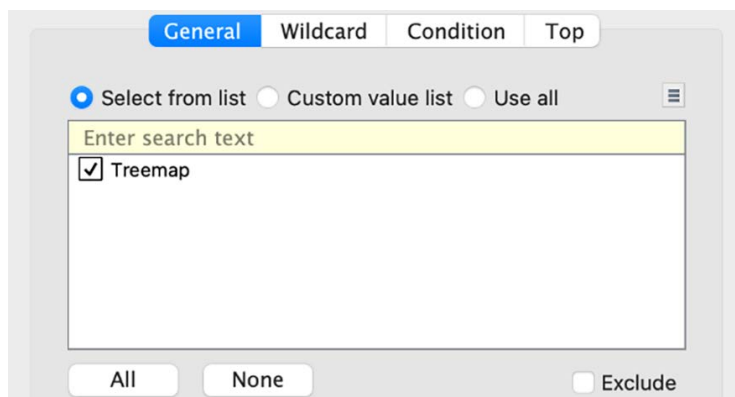 General Wildcard Condition Top
Select from list Custom value list Use all
Enter search text
Treemap
All None Exclude